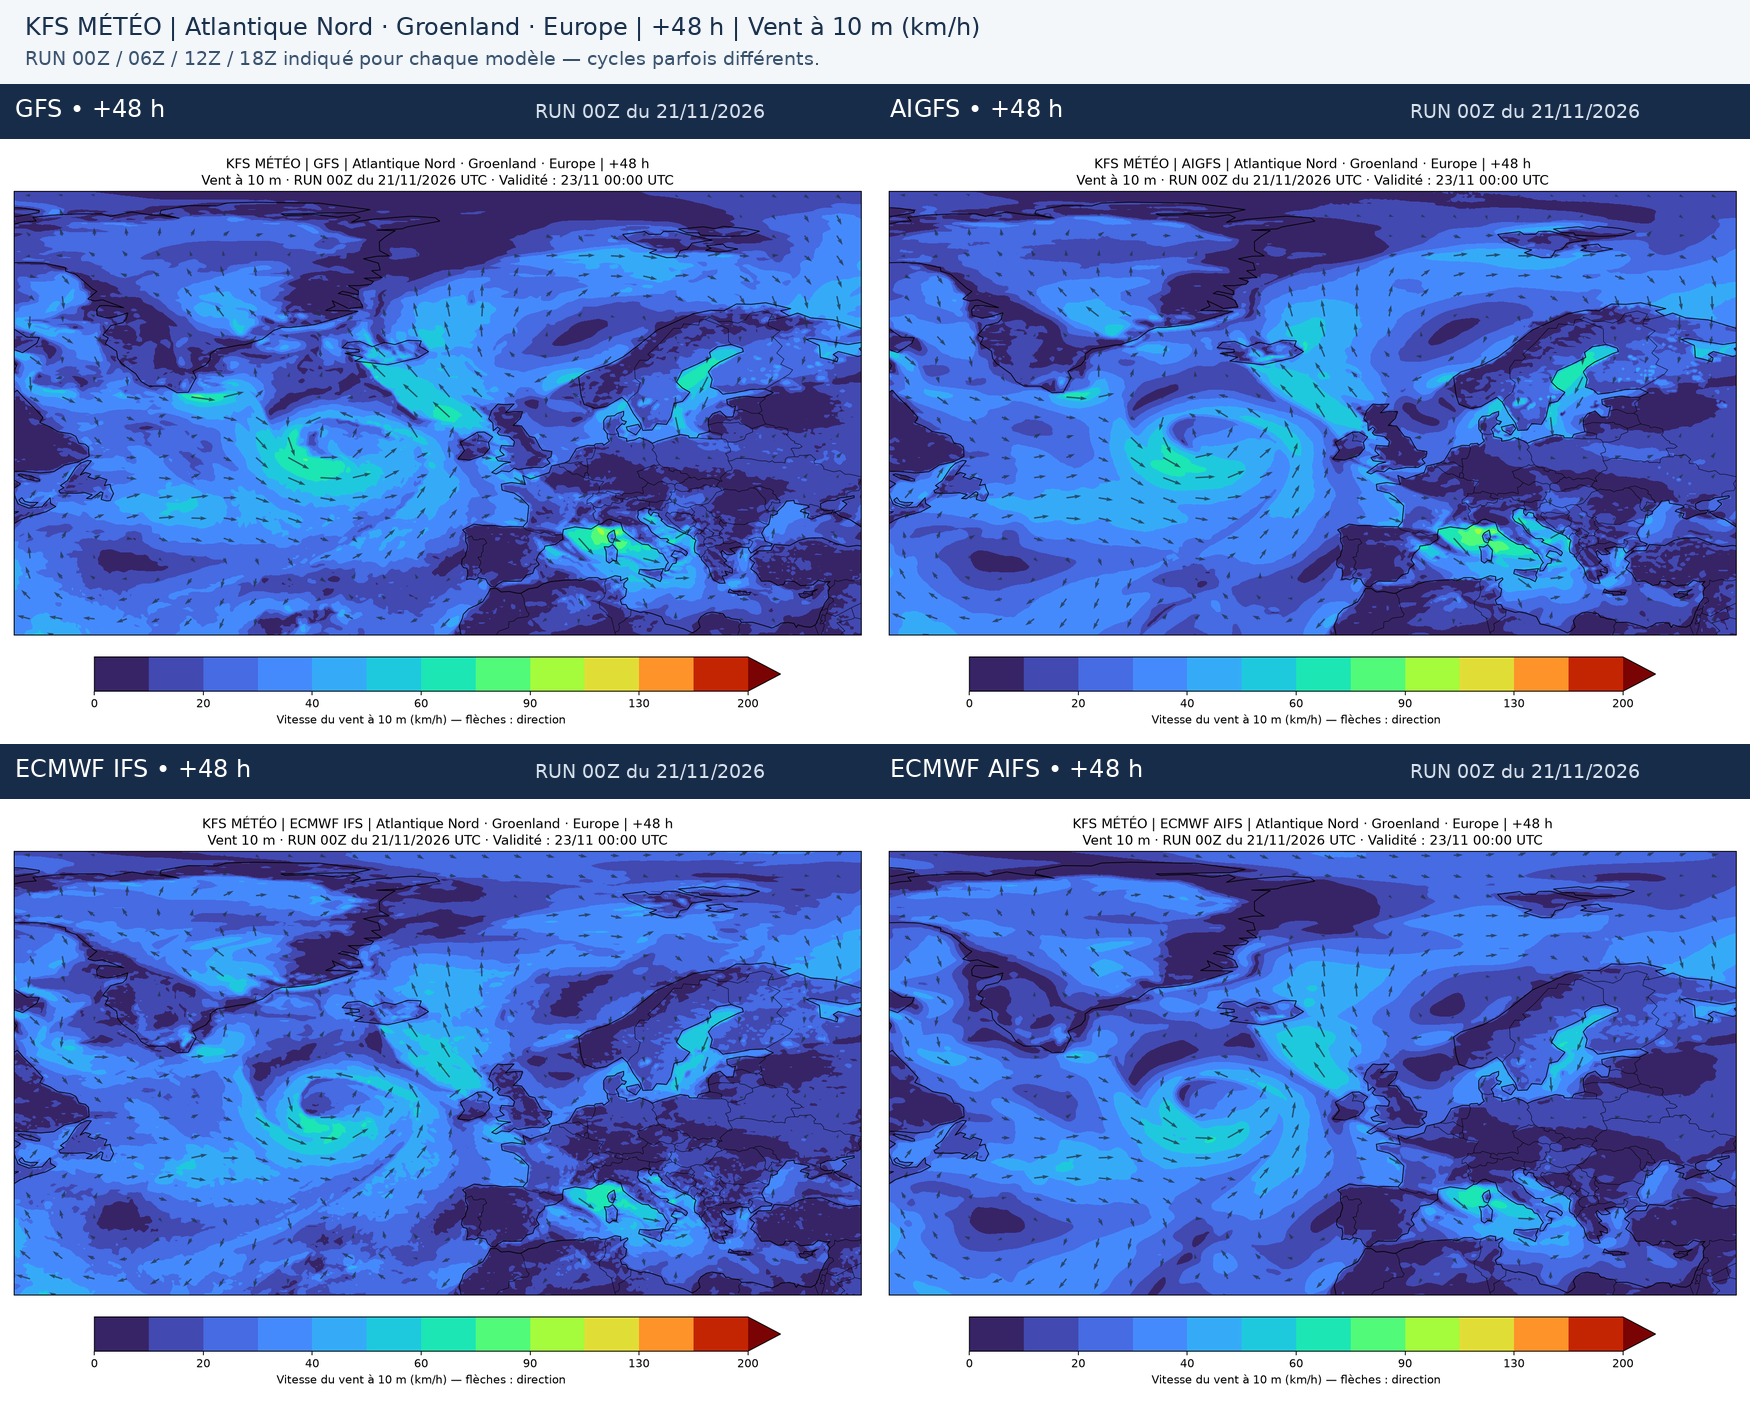 KFS MÉTÉO | Atlantique Nord · Groenland · Europe | +48 h | Vent à 10 m (km/h)
RUN 00Z / 06Z / 12Z / 18Z indiqué pour chaque modèle — cycles parfois différents.
GFS • +48 h
RUN 00Z du 21/11/2026
KFS MÉTÉO | GFS | Atlantique Nord · Groenland · Europe | +48 h
Vent à 10 m · RUN 00Z du 21/11/2026 UTC · Validité : 23/11 00:00 UTC
0 20 40 60 90 130 200
Vitesse du vent à 10 m (km/h) — flèches : direction
AIGFS • +48 h
RUN 00Z du 21/11/2026
KFS MÉTÉO | AIGFS | Atlantique Nord · Groenland · Europe | +48 h
Vent à 10 m · RUN 00Z du 21/11/2026 UTC · Validité : 23/11 00:00 UTC
0 20 40 60 90 130 200
Vitesse du vent à 10 m (km/h) — flèches : direction
ECMWF IFS • +48 h
RUN 00Z du 21/11/2026
KFS MÉTÉO | ECMWF IFS | Atlantique Nord · Groenland · Europe | +48 h
Vent 10 m · RUN 00Z du 21/11/2026 UTC · Validité : 23/11 00:00 UTC
0 20 40 60 90 130 200
Vitesse du vent à 10 m (km/h) — flèches : direction
ECMWF AIFS • +48 h
RUN 00Z du 21/11/2026
KFS MÉTÉO | ECMWF AIFS | Atlantique Nord · Groenland · Europe | +48 h
Vent 10 m · RUN 00Z du 21/11/2026 UTC · Validité : 23/11 00:00 UTC
0 20 40 60 90 130 200
Vitesse du vent à 10 m (km/h) — flèches : direction